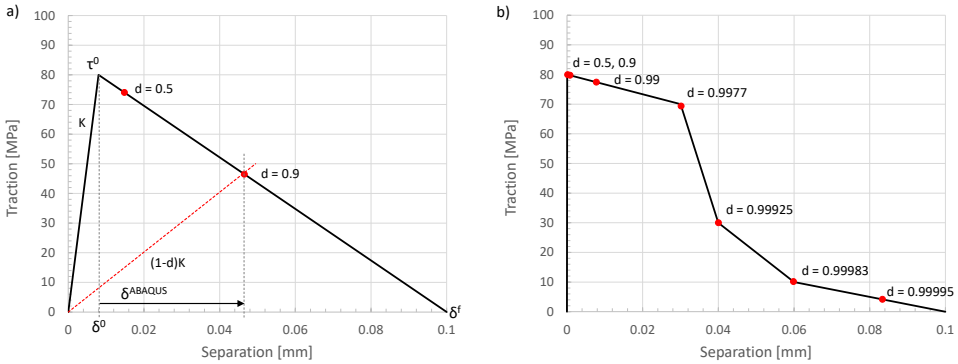 a)
100
90
80
70
60
50
40
30
20
10
0
Traction [MPa]
τ⁰
d = 0.5
K
d = 0.9
(1-d)K
δᴬᴮᴬQᵁˢ
δᶠ
0
δ⁰
0.02
0.04
0.06
0.08
0.1
Separation [mm]
b)
100
90
80
70
60
50
40
30
20
10
0
Traction [MPa]
d = 0.5, 0.9
d = 0.99
d = 0.9977
d = 0.99925
d = 0.99983
d = 0.99995
0
0.02
0.04
0.06
0.08
0.1
Separation [mm]